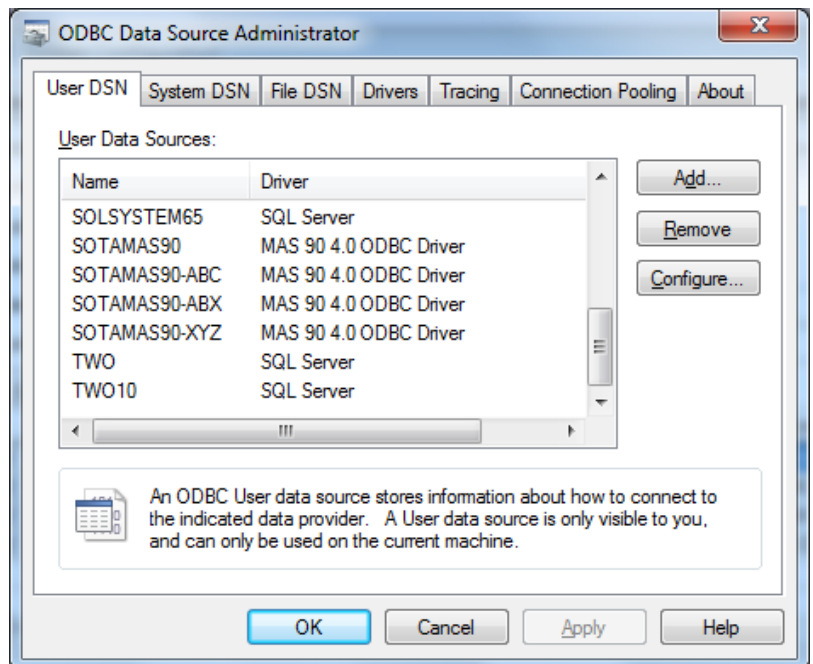 ODBC Data Source Administrator
User DSN System DSN File DSN Drivers Tracing Connection Pooling About
User Data Sources:
Name Driver
SOLSYSTEM65 SQL Server
SOTAMAS90 MAS 90 4.0 ODBC Driver
SOTAMAS90-ABC MAS 90 4.0 ODBC Driver
SOTAMAS90-ABX MAS 90 4.0 ODBC Driver
SOTAMAS90-XYZ MAS 90 4.0 ODBC Driver
TWO SQL Server
TWO10 SQL Server
Add...
Remove
Configure...
An ODBC User data source stores information about how to connect to
the indicated data provider. A User data source is only visible to you,
and can only be used on the current machine.
OK Cancel Apply Help